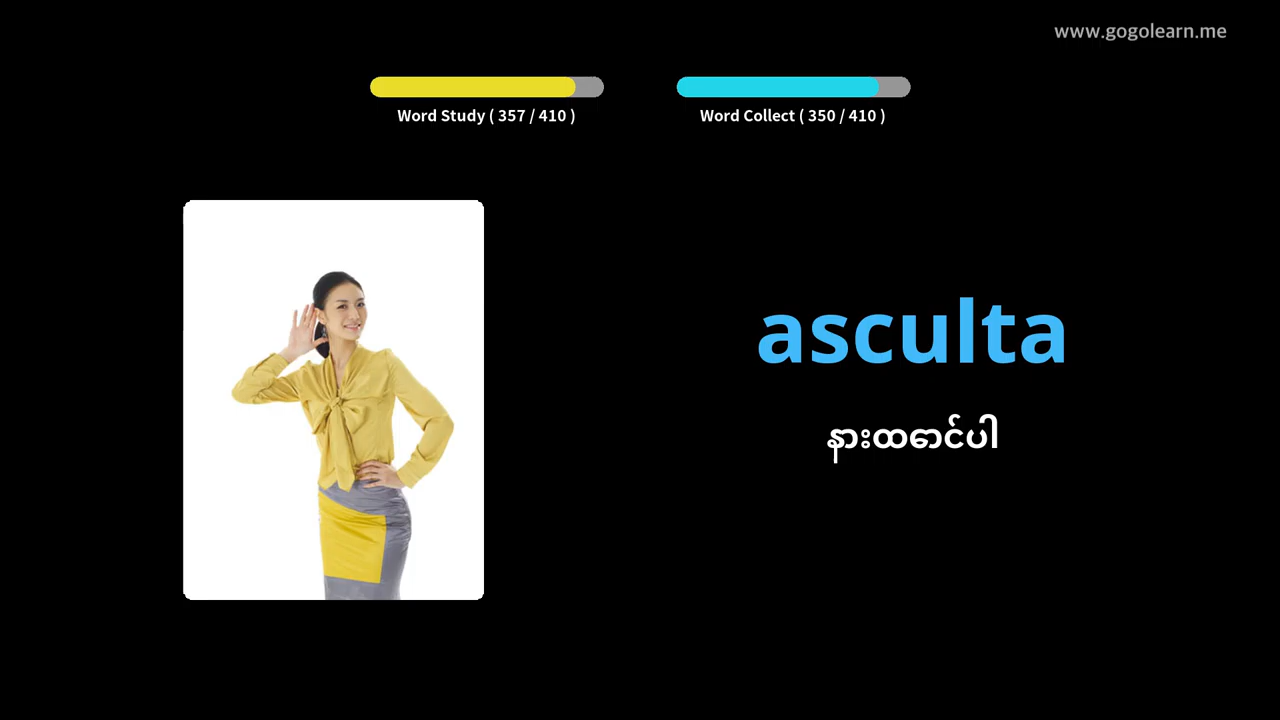 www.gogolearn.me
Word Study ( 357 / 410 )
Word Collect ( 350 / 410 )
asculta
နားထောင်ပါ